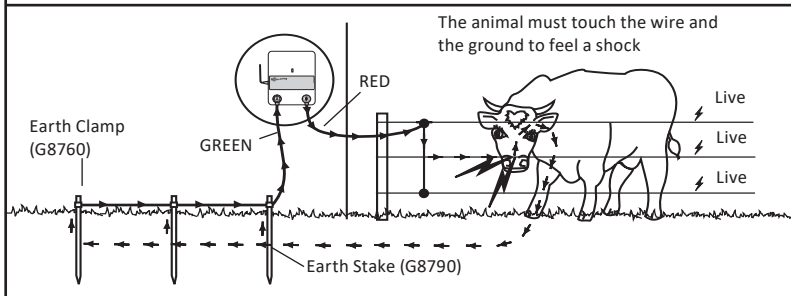 The animal must touch the wire and
the ground to feel a shock
RED
Live
Earth Clamp
(G8760)
GREEN
Live
Live
Earth Stake (G8790)